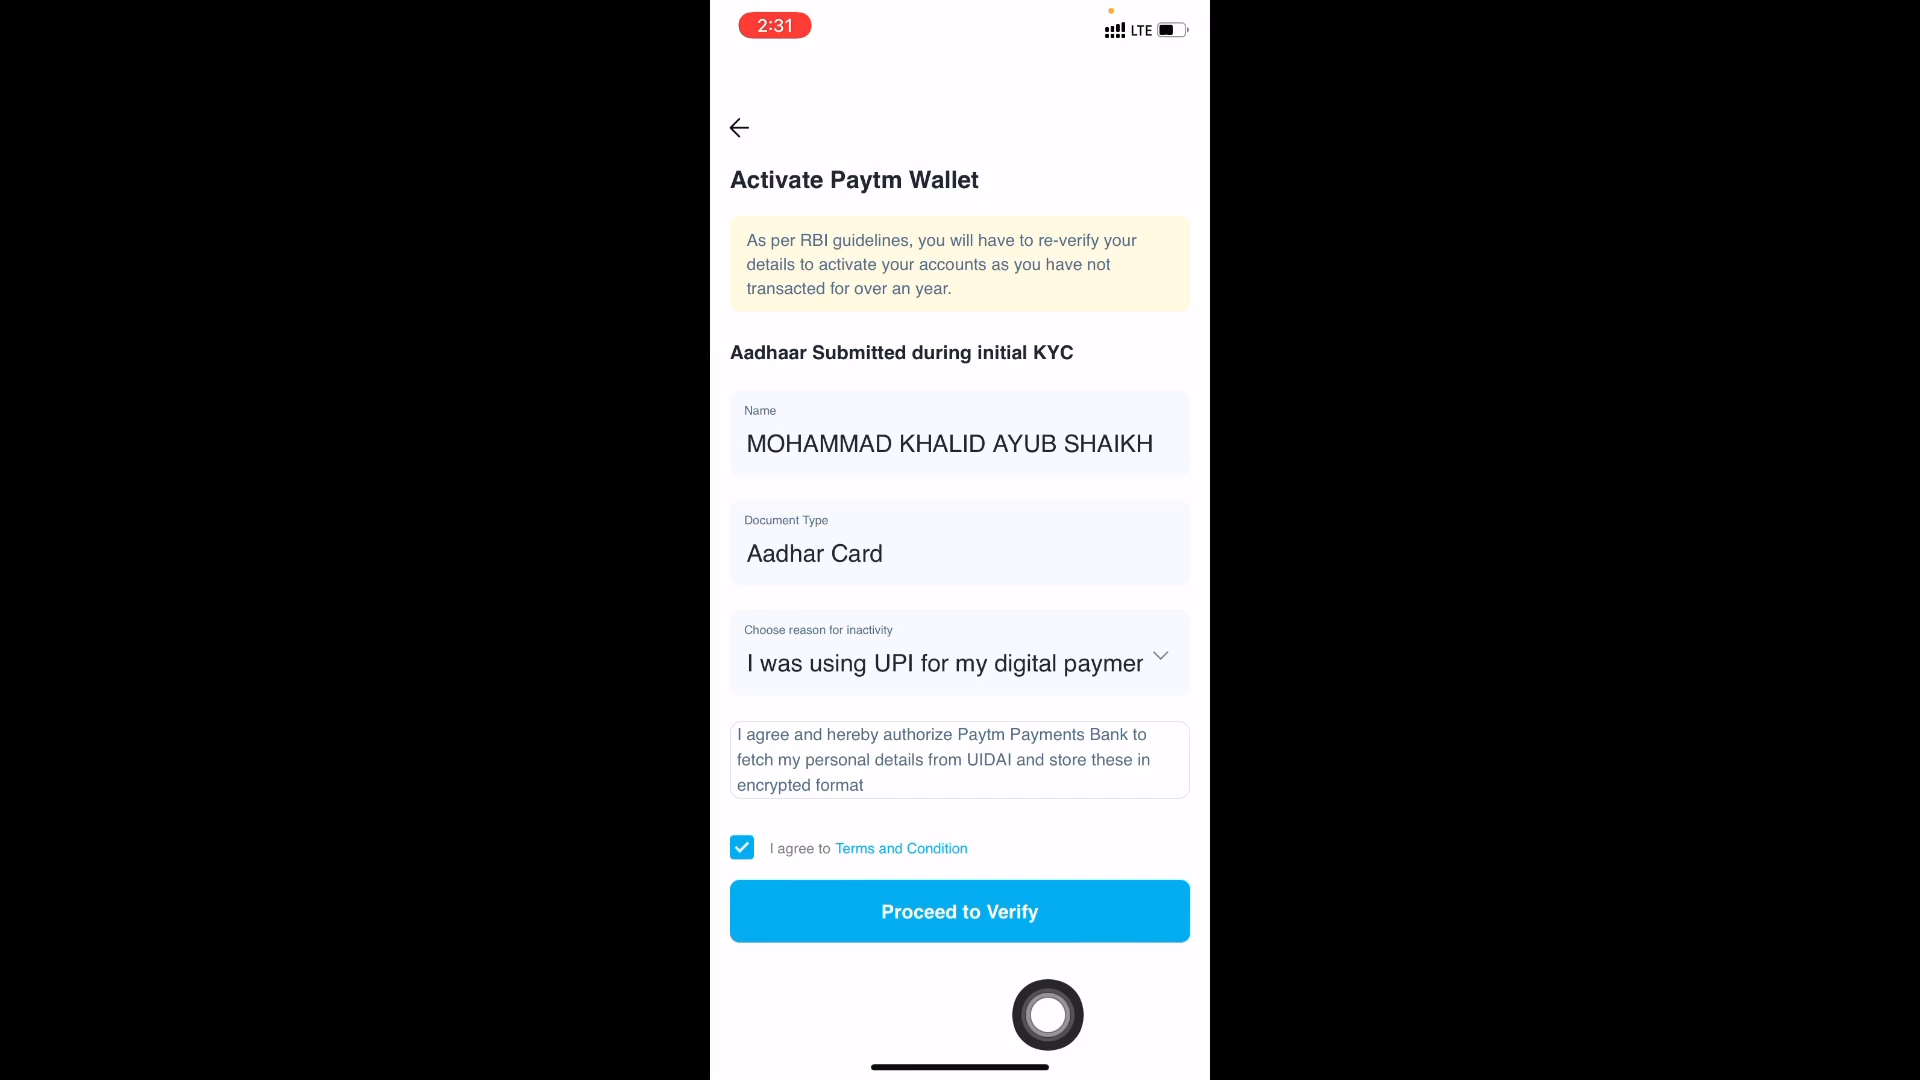 2:31
LTE
Activate Paytm Wallet
As per RBI guidelines, you will have to re-verify your
details to activate your accounts as you have not
transacted for over an year.
Aadhaar Submitted during initial KYC
Name
MOHAMMAD KHALID AYUB SHAIKH
Document Type
Aadhar Card
Choose reason for inactivity
I was using UPI for my digital paymer
I agree and hereby authorize Paytm Payments Bank to
fetch my personal details from UIDAI and store these in
encrypted format
I agree to Terms and Condition
Proceed to Verify